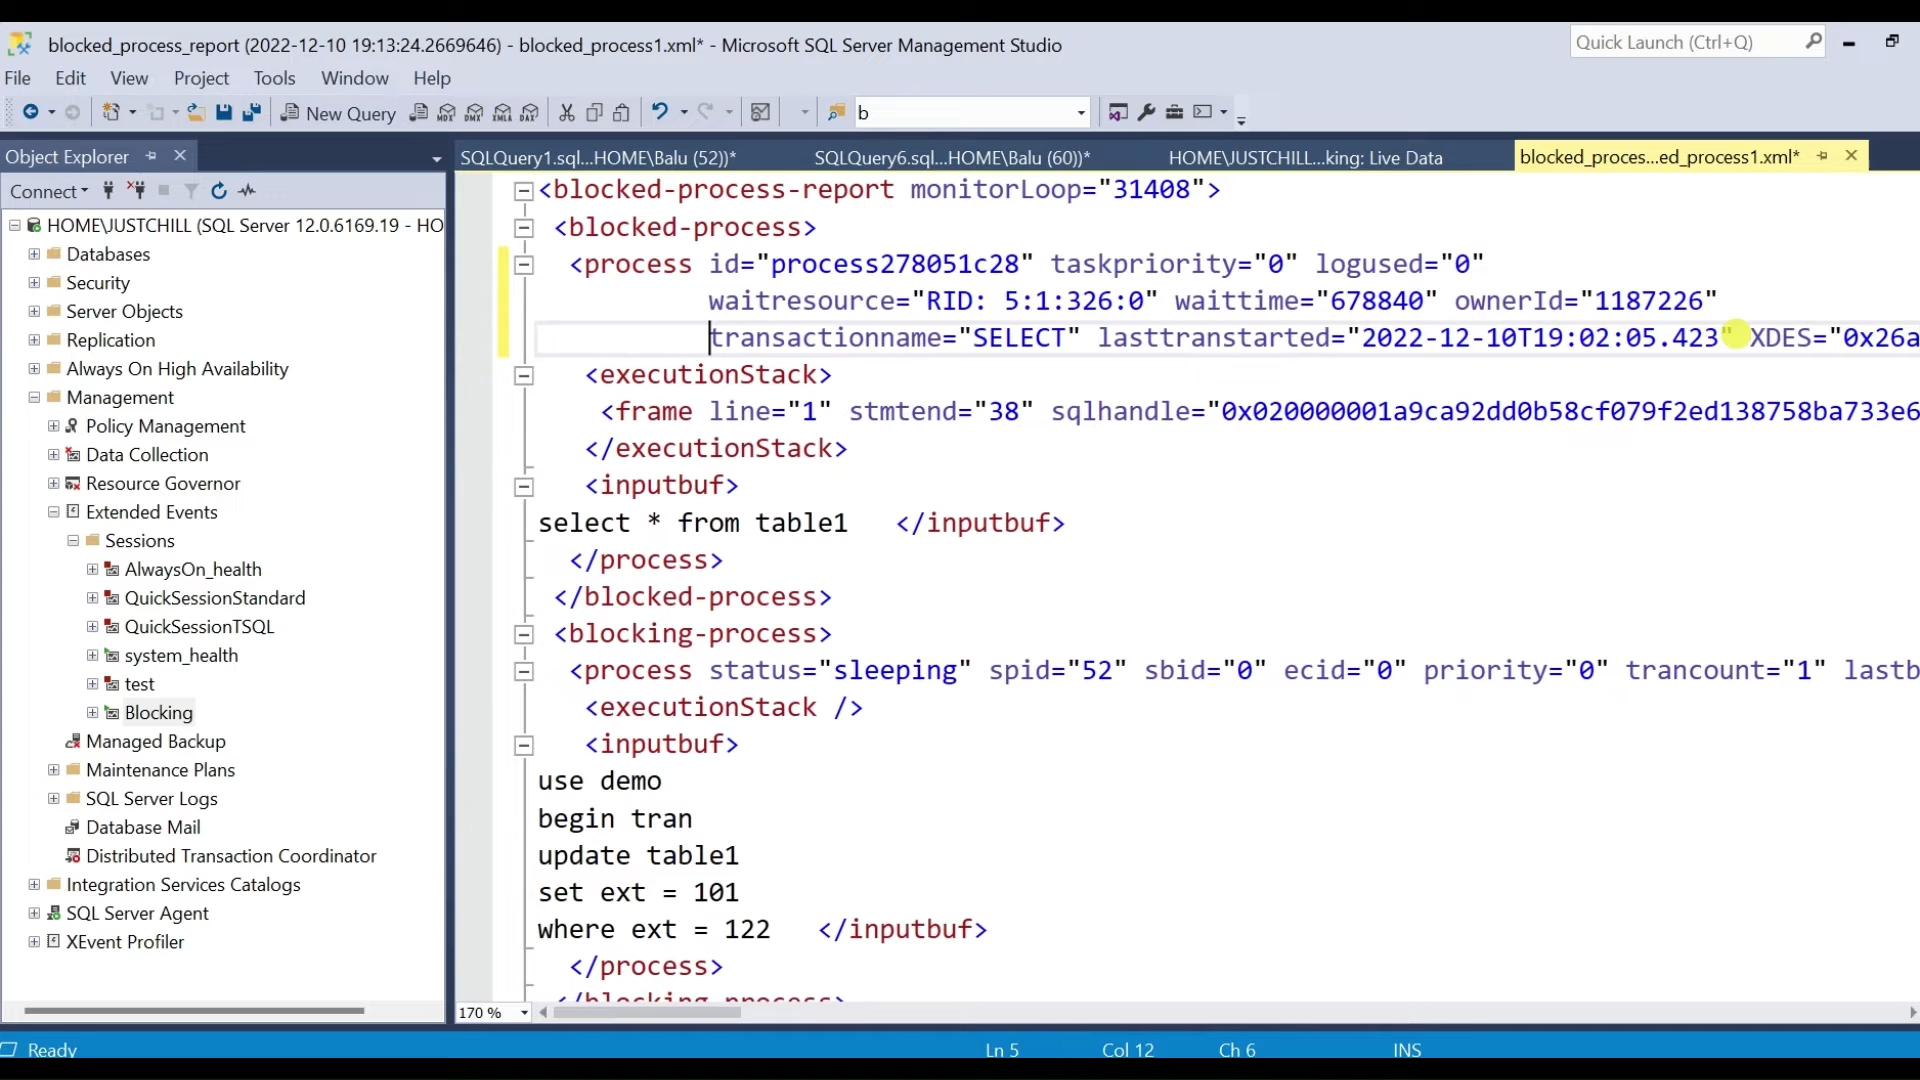 blocked_process_report (2022-12-10 19:13:24.2669646) - blocked_process1.xml* - Microsoft SQL Server Management Studio
Quick Launch (Ctrl+Q)
File Edit View Project Tools Window Help
New Query MDX DMX XMLA DAX b
Object Explorer
SQLQuery1.sql...HOME\Balu (52))* SQLQuery6.sql...HOME\Balu (60))* HOME\JUSTCHILL...king: Live Data blocked_proces...ed_process1.xml*
Connect
HOME\JUSTCHILL (SQL Server 12.0.6169.19 - HO
Databases
Security
Server Objects
Replication
Always On High Availability
Management
Policy Management
Data Collection
Resource Governor
Extended Events
Sessions
AlwaysOn_health
QuickSessionStandard
QuickSessionTSQL
system_health
test
Blocking
Managed Backup
Maintenance Plans
SQL Server Logs
Database Mail
Distributed Transaction Coordinator
Integration Services Catalogs
SQL Server Agent
XEvent Profiler
<blocked-process-report monitorLoop="31408">
<blocked-process>
<process id="process278051c28" taskpriority="0" logused="0"
waitresource="RID: 5:1:326:0" waittime="678840" ownerId="1187226"
transactionname="SELECT" lasttranstarted="2022-12-10T19:02:05.423" XDES="0x26a
<executionStack>
<frame line="1" stmtend="38" sqlhandle="0x020000001a9ca92dd0b58cf079f2ed138758ba733e6
</executionStack>
<inputbuf>
select * from table1 </inputbuf>
</process>
</blocked-process>
<blocking-process>
<process status="sleeping" spid="52" sbid="0" ecid="0" priority="0" trancount="1" lastb
<executionStack />
<inputbuf>
use demo
begin tran
update table1
set ext = 101
where ext = 122 </inputbuf>
</process>
</blocking-process>
170 %
Ready Ln 5 Col 12 Ch 6 INS